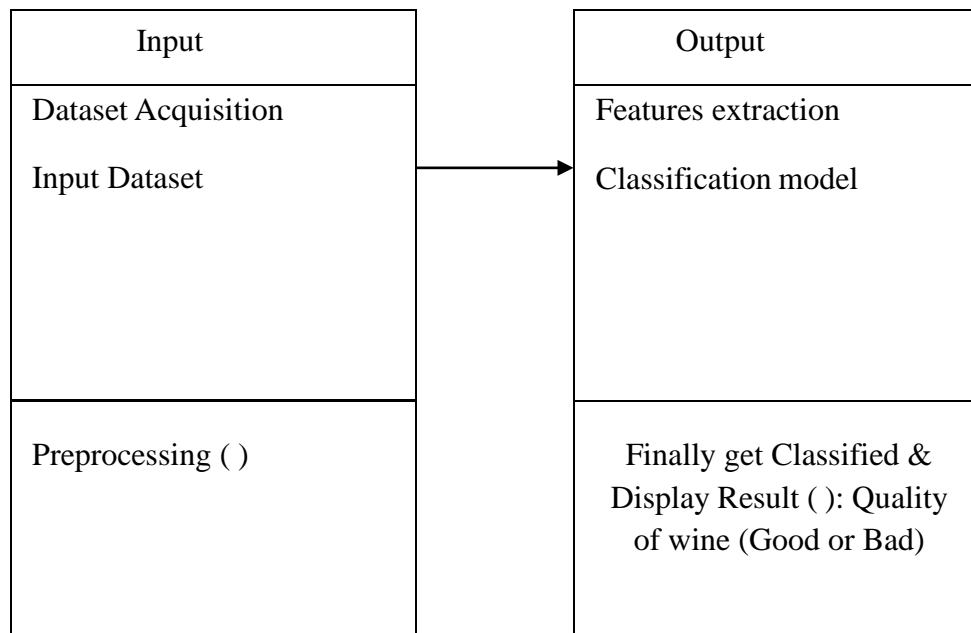 Input
Dataset Acquisition
Input Dataset
Preprocessing ( )
Output
Features extraction
Classification model
Finally get Classified &
Display Result ( ): Quality
of wine (Good or Bad)